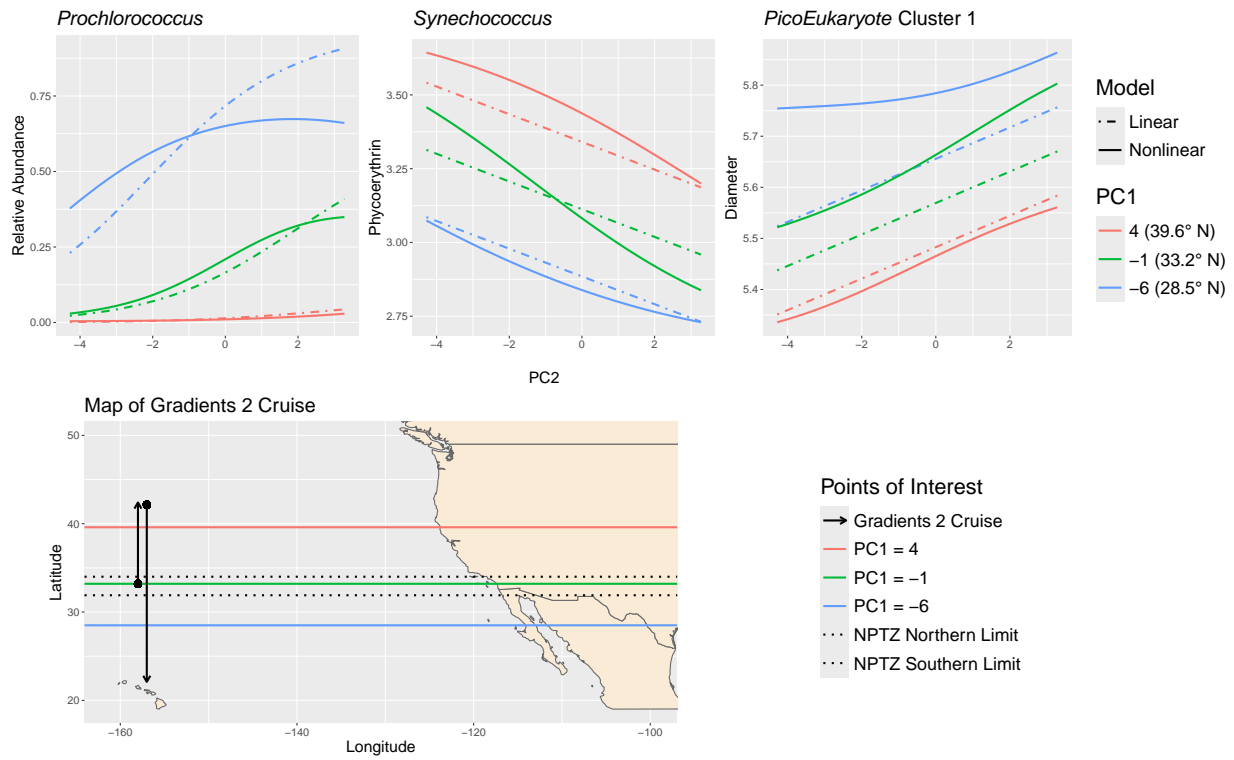 Prochlorococcus
Synechococcus
PicoEukaryote Cluster 1
Relative Abundance
0.75
0.50
0.25
0.00
−4
−2
0
2
Phycoerythrin
3.50
3.25
3.00
2.75
−4
−2
0
2
Diameter
5.8
5.7
5.6
5.5
5.4
−4
−2
0
2
PC2
Model
Linear
Nonlinear
PC1
4 (39.6° N)
−1 (33.2° N)
−6 (28.5° N)
Map of Gradients 2 Cruise
Latitude
50
40
30
20
−160
−140
−120
−100
Longitude
Points of Interest
Gradients 2 Cruise
PC1 = 4
PC1 = −1
PC1 = −6
NPTZ Northern Limit
NPTZ Southern Limit